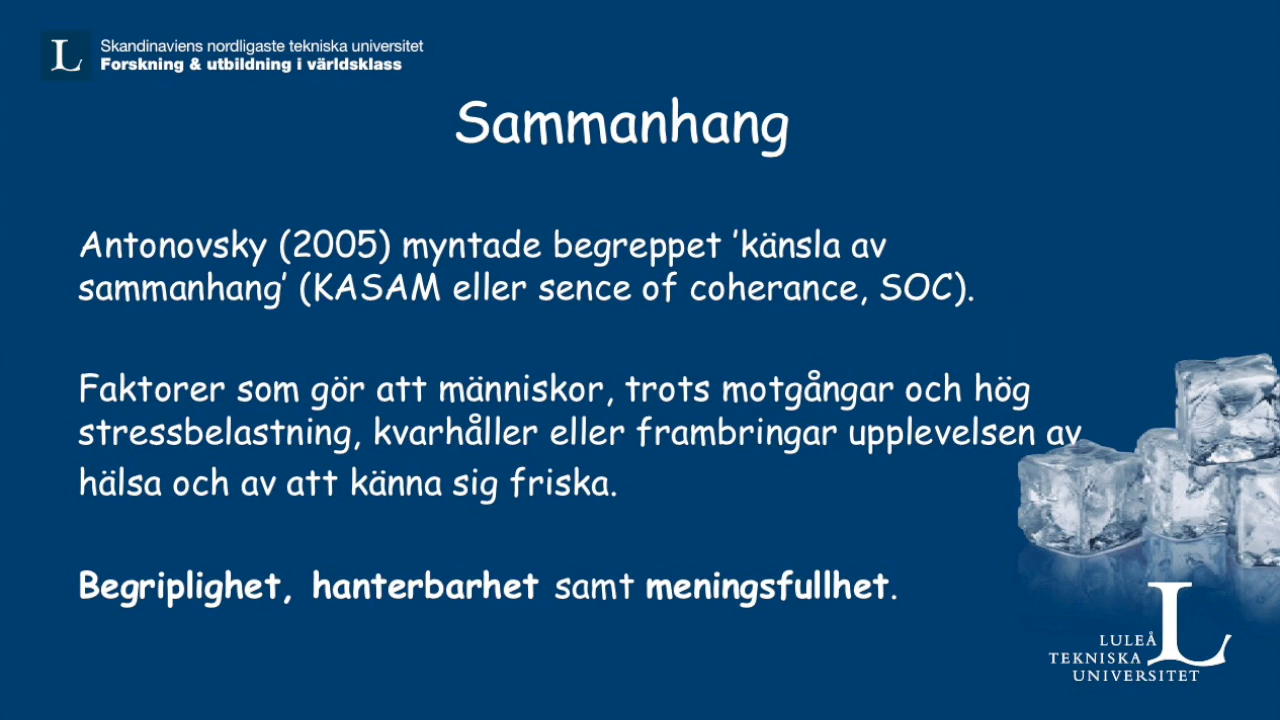 L
Skandinaviens nordligaste tekniska universitet
Forskning & utbildning i världsklass
Sammanhang
Antonovsky (2005) myntade begreppet ’känsla av
sammanhang’ (KASAM eller sence of coherance, SOC).
Faktorer som gör att människor, trots motgångar och hög
stressbelastning, kvarhåller eller frambringar upplevelsen av
hälsa och av att känna sig friska.
Begriplighet, hanterbarhet samt meningsfullhet.
L
LULEÅ
TEKNISKA
UNIVERSITET